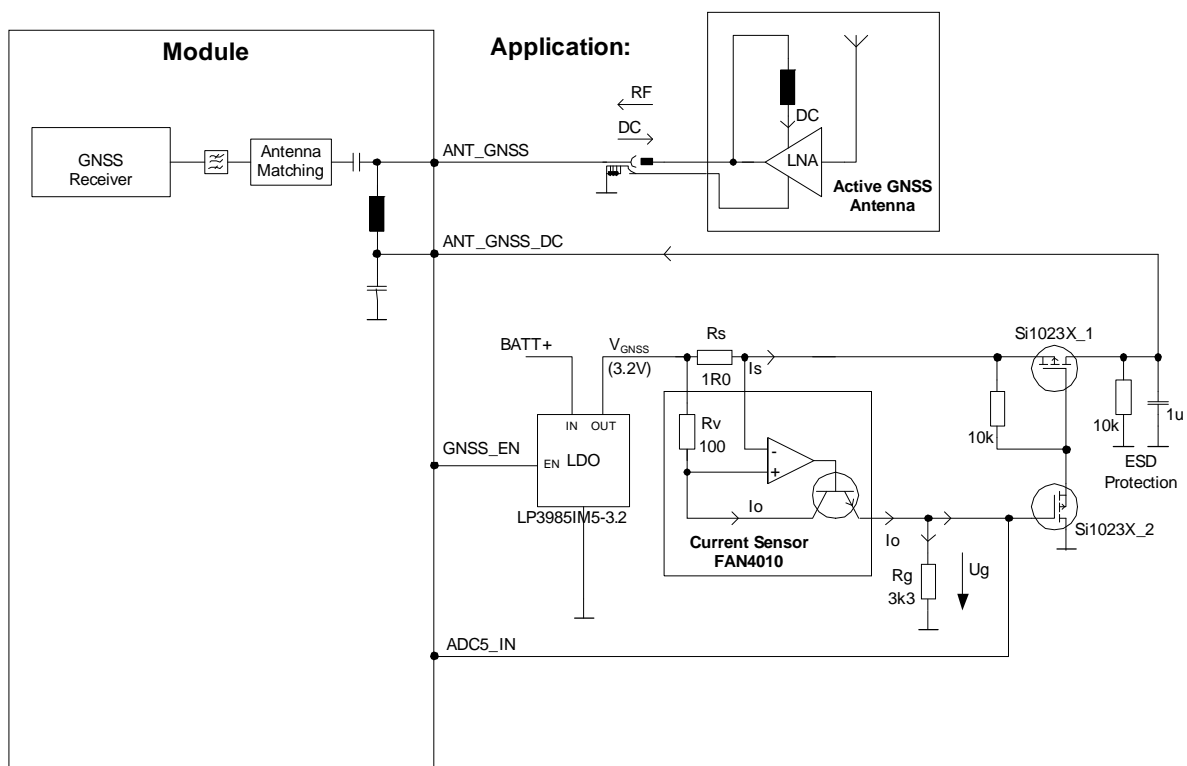 Module
Application:
RF
DC
DC
LNA
Active GNSS
Antenna
GNSS
Receiver
Antenna
Matching
ANT_GNSS
ANT_GNSS_DC
BATT+
VGNSS
(3.2V)
Rs
1R0
Is
Si1023X_1
10k
10k
1u
ESD
Protection
GNSS_EN
IN
OUT
EN
LDO
LP3985IM5-3.2
Rv
100
-
+
Io
Current Sensor
FAN4010
Io
Rg
3k3
Ug
Si1023X_2
ADC5_IN